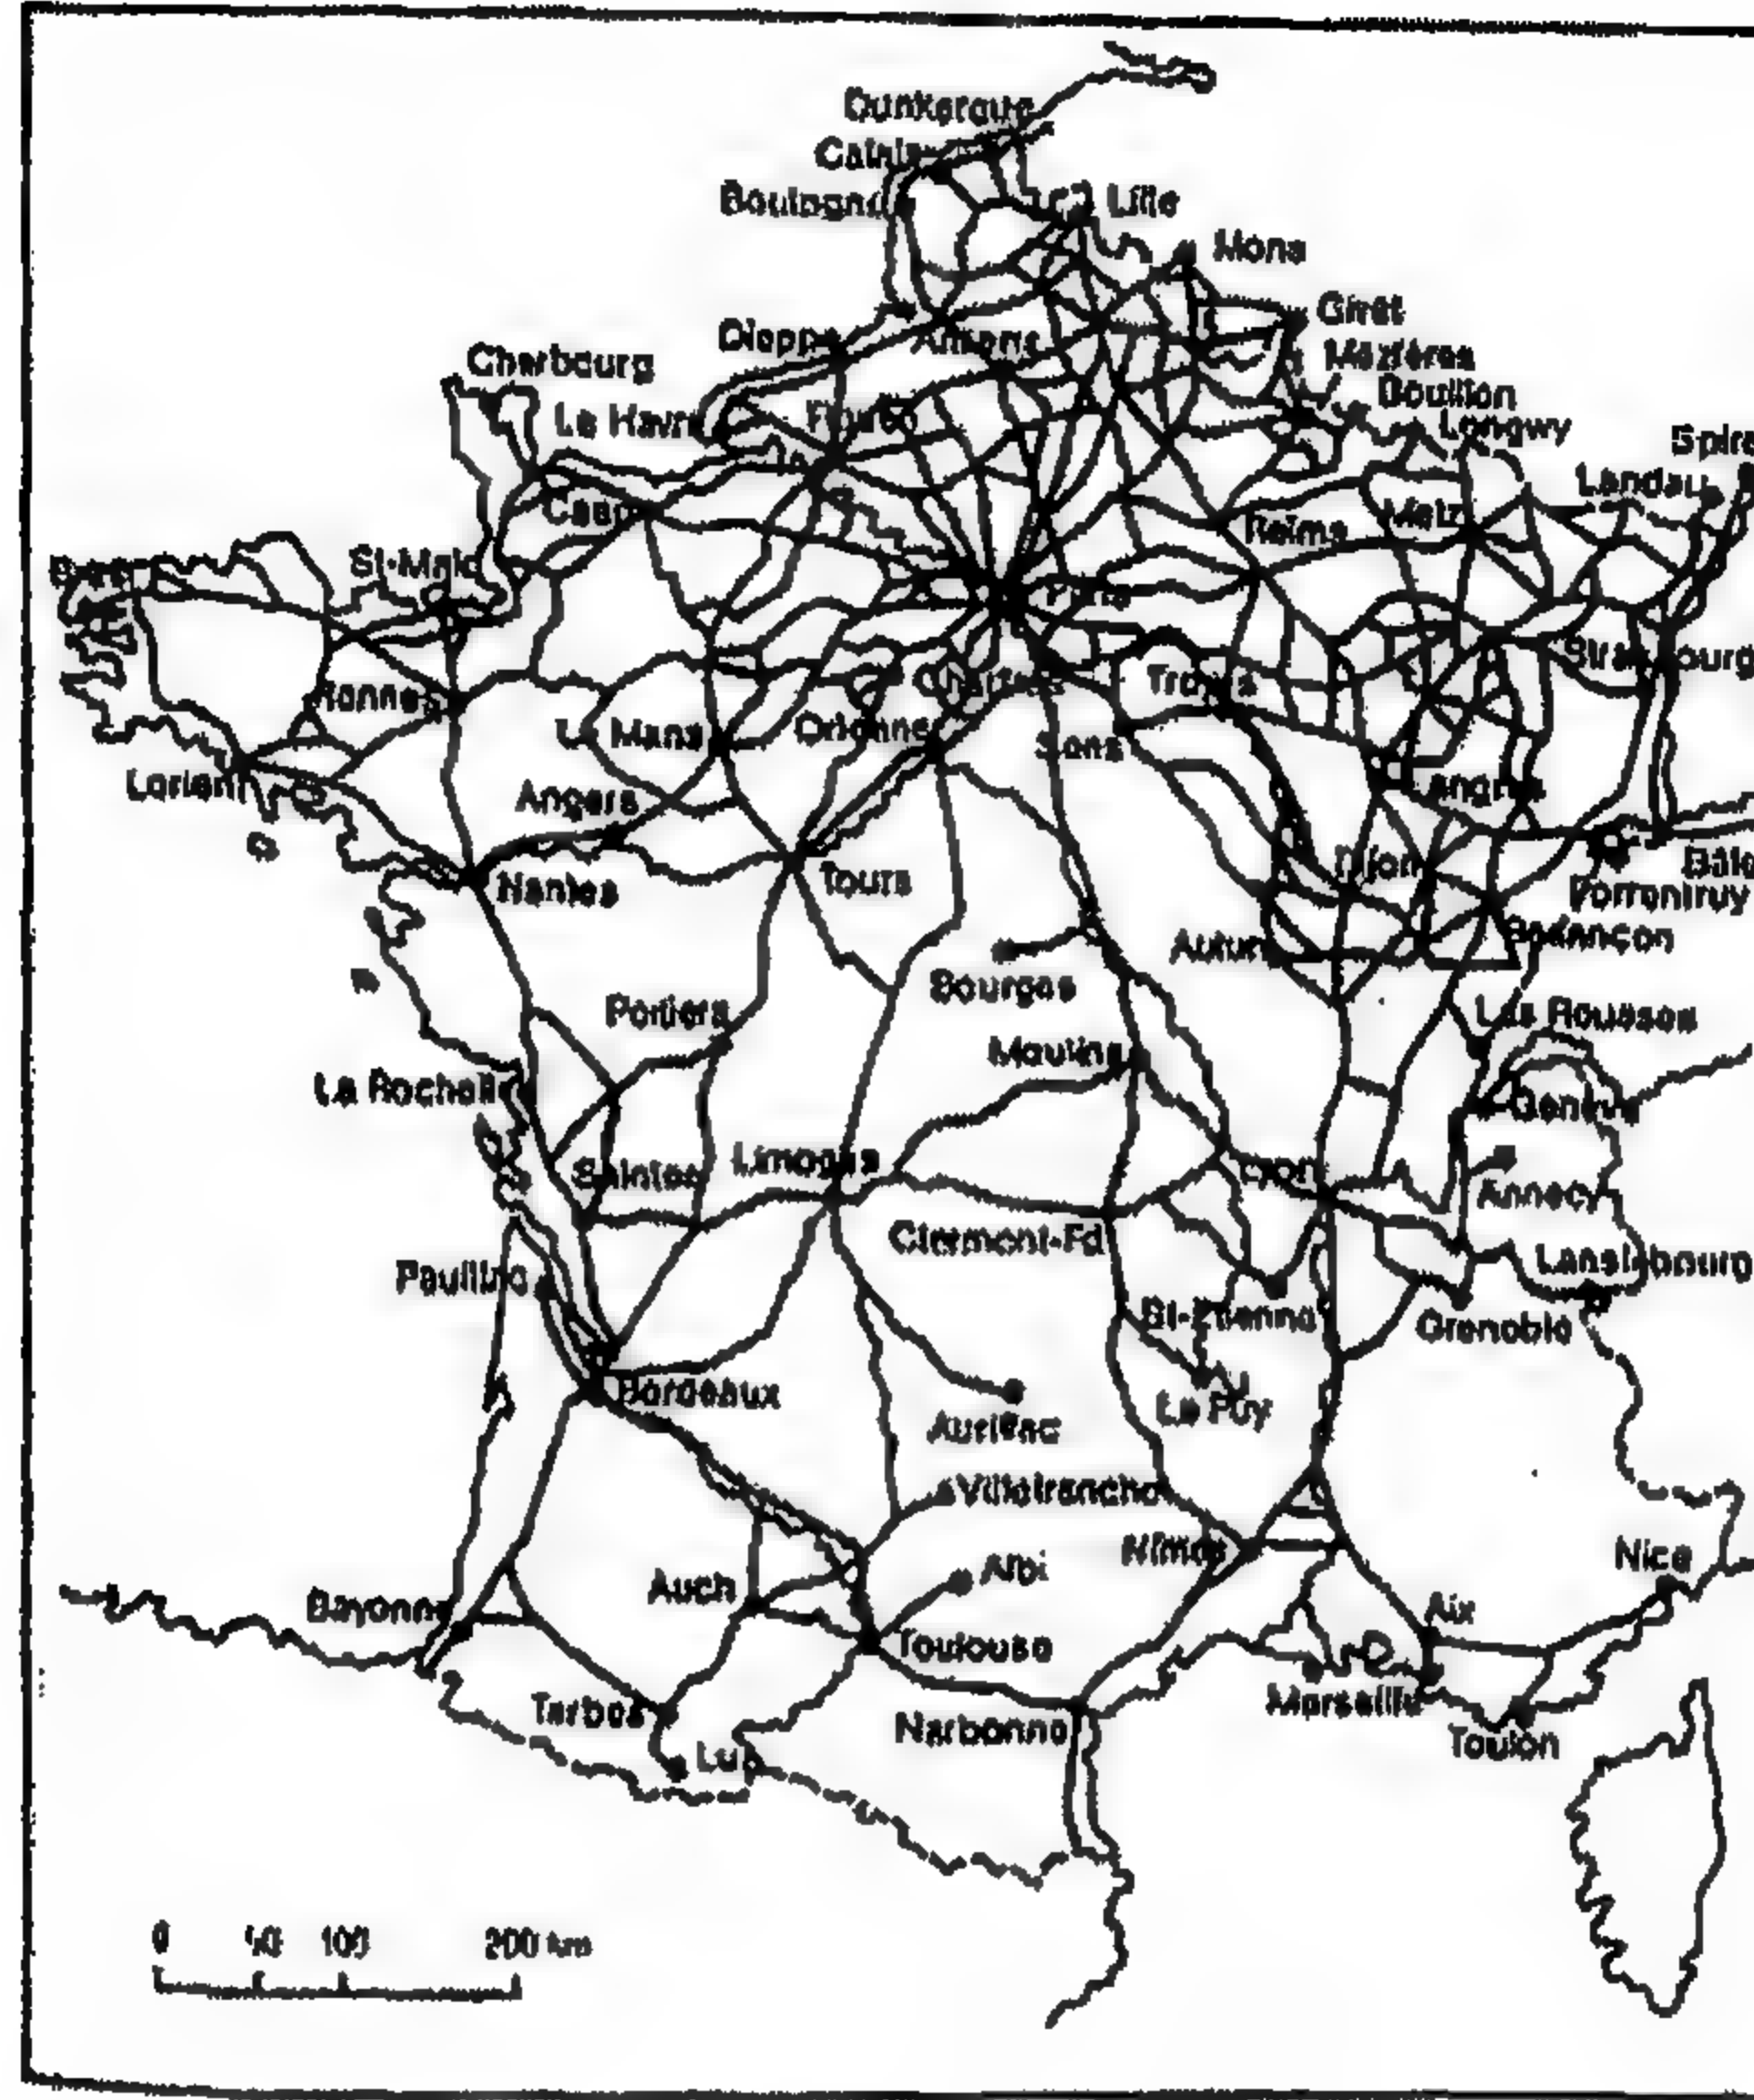 Dunkerque
Calais
Boulogne
Lille
Mons
Givet
Dieppe
Amiens
Mézières
Cherbourg
Bouillon
Le Havre
Rouen
Longwy
Spire
Landau
Caen
Reims
Metz
Brest
St-Malo
Paris
Strasbourg
Rennes
Chartres
Troyes
Le Mans
Orléans
Sens
Lorient
Langres
Angers
Dijon
Bâle
Nantes
Tours
Porrentruy
Autun
Besançon
Bourges
Poitiers
Les Rousses
Moulins
La Rochelle
Genève
Saintes
Limoges
Lyon
Annecy
Clermont-Fd
Pauillac
Lanslebourg
St-Etienne
Grenoble
Bordeaux
Le Puy
Aurillac
Villefranche
Nîmes
Nice
Albi
Auch
Bayonne
Aix
Toulouse
Tarbes
Narbonne
Marseille
Toulon
0 50 100 200 km